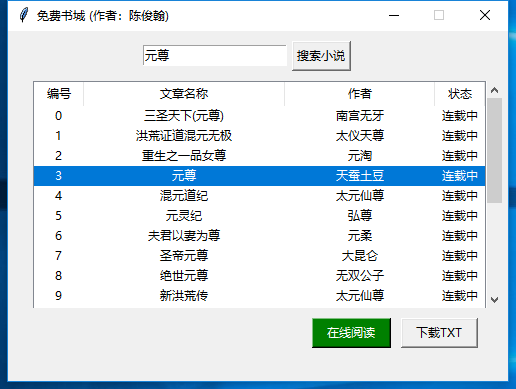 免费书城 (作者：陈俊翰)
元尊 搜索小说
编号 文章名称 作者 状态
0 三圣天下(元尊) 南宫无牙 连载中
1 洪荒证道混元无极 太仪天尊 连载中
2 重生之一品女尊 元淘 连载中
3 元尊 天蚕土豆 连载中
4 混元道纪 太元仙尊 连载中
5 元灵纪 弘尊 连载中
6 夫君以妻为尊 元柔 连载中
7 圣帝元尊 大昆仑 连载中
8 绝世元尊 无双公子 连载中
9 新洪荒传 太元仙尊 连载中
在线阅读 下载TXT